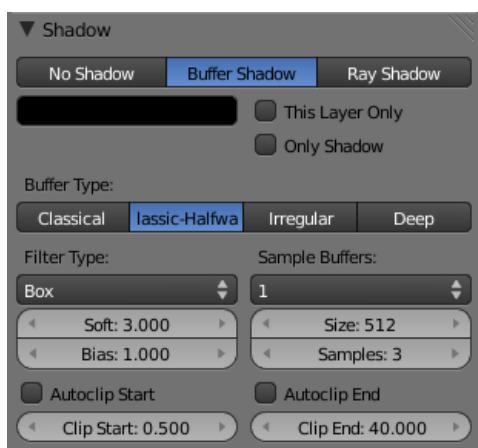 Shadow
No Shadow Buffer Shadow Ray Shadow
This Layer Only
Only Shadow
Buffer Type:
Classical lassic-Halfwa Irregular Deep
Filter Type: Sample Buffers:
Box 1
Soft: 3.000 Size: 512
Bias: 1.000 Samples: 3
Autoclip Start Autoclip End
Clip Start: 0.500 Clip End: 40.000